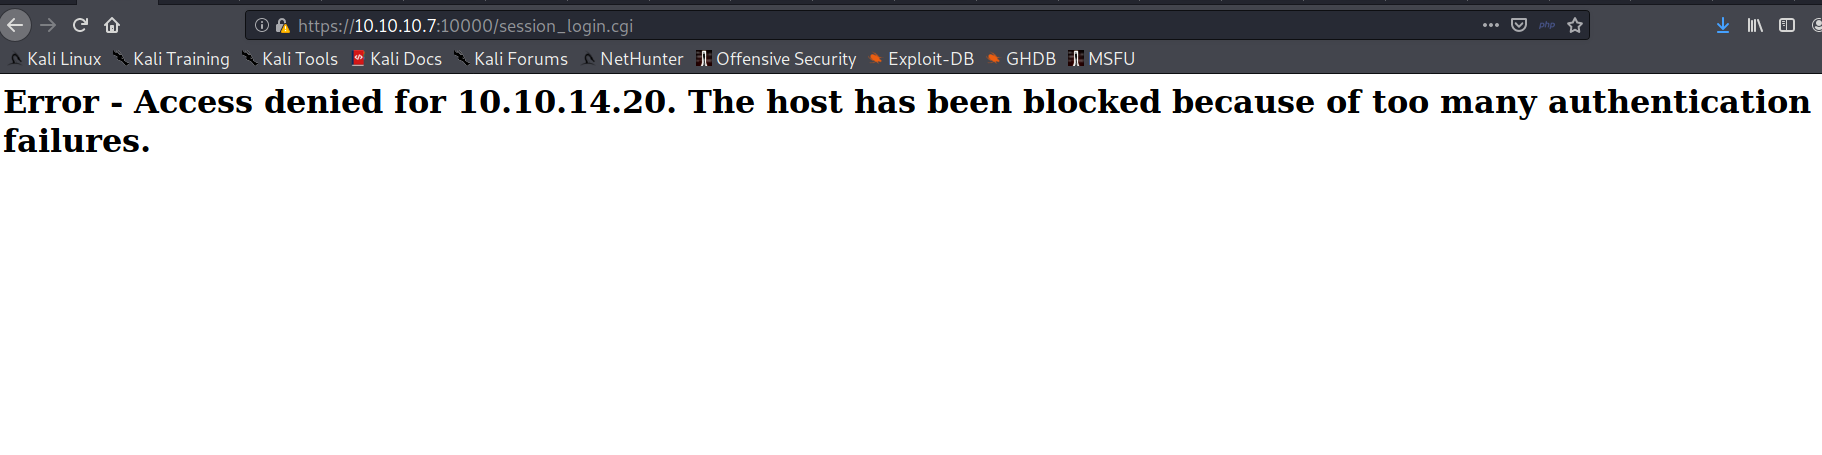 https://10.10.10.7:10000/session_login.cgi
php
Kali Linux Kali Training Kali Tools Kali Docs Kali Forums NetHunter Offensive Security Exploit-DB GHDB MSFU
Error - Access denied for 10.10.14.20. The host has been blocked because of too many authentication
failures.